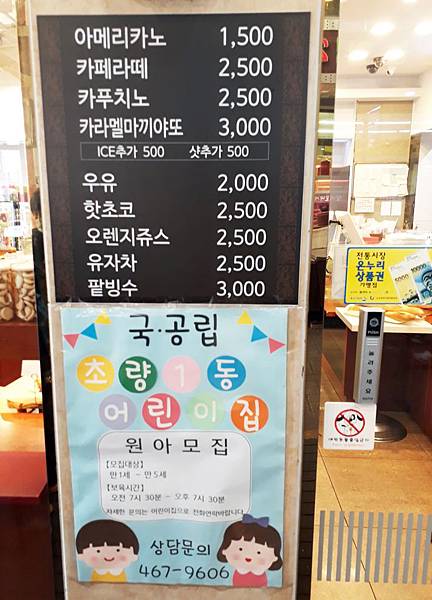 아메리카노 1,500
카페라떼 2,500
카푸치노 2,500
카라멜마끼야또 3,000
ICE추가 500 샷추가 500
우유 2,000
핫초코 2,500
오렌지쥬스 2,500
유자차 2,500
팥빙수 3,000
국·공립
초량1동
어린이집
원아모집
【모집대상】
만1세 ~ 만5세
【보육시간】
오전 7시 30분 ~ 오후 7시 30분
자세한 문의는 어린이집으로 전화연락바랍니다.
상담문의
467-9606
전통시장
온누리
상품권
가맹점
눌러주세요